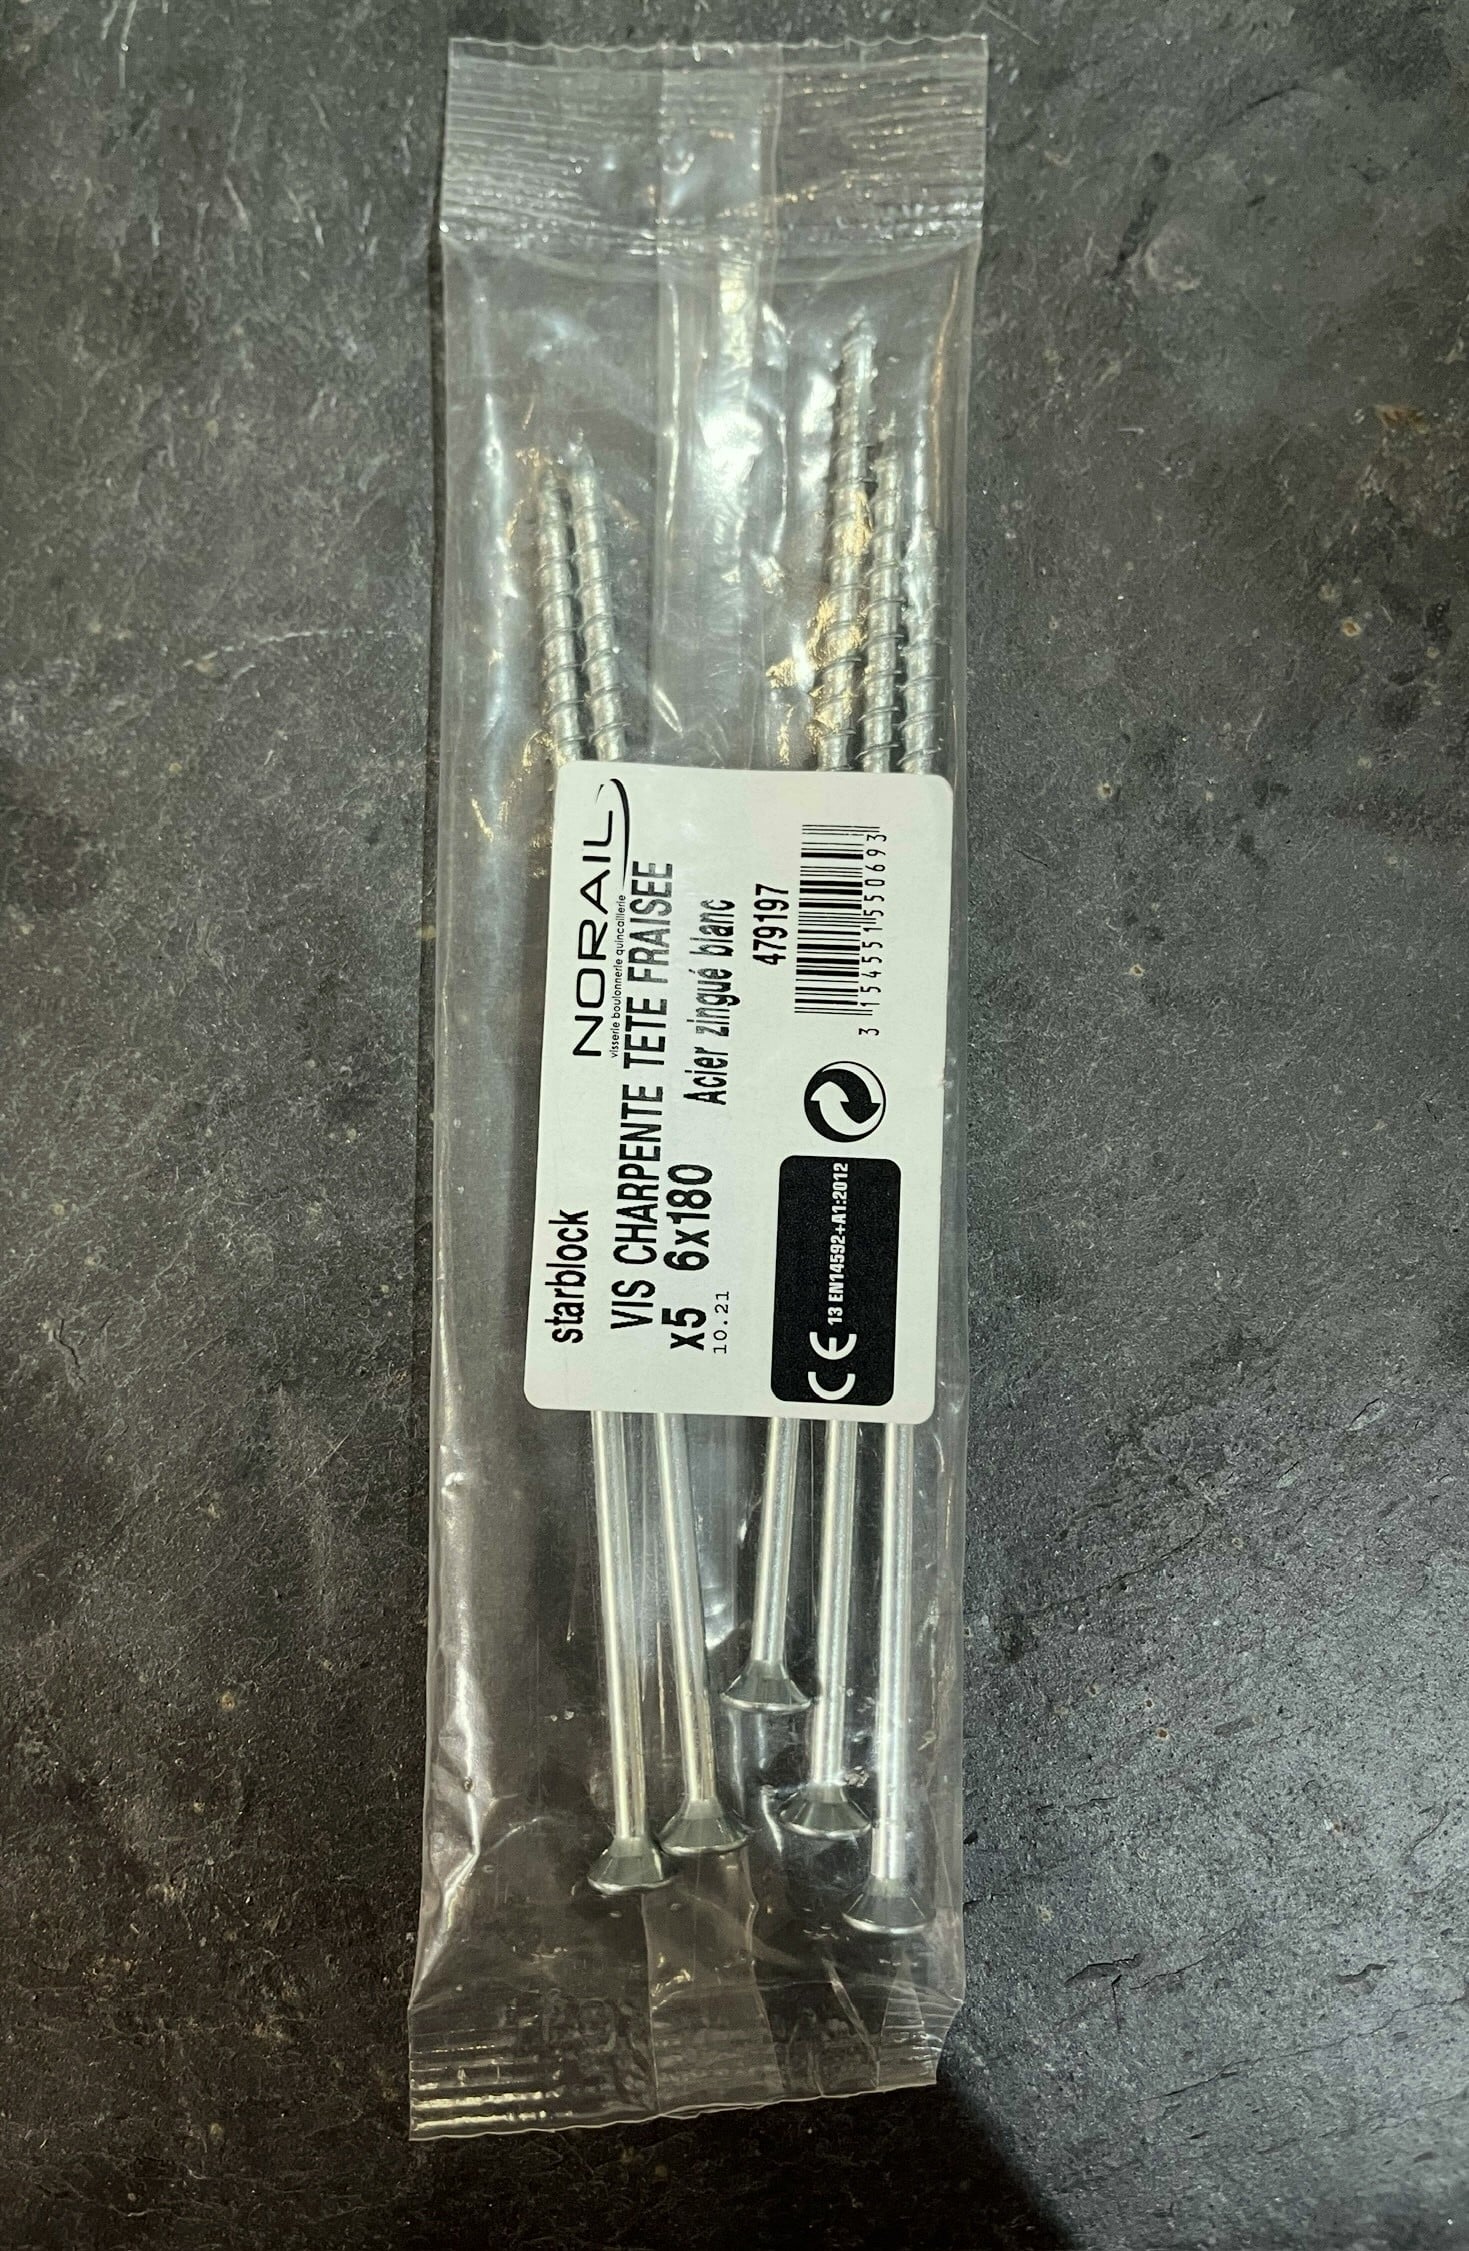 starblock
NORAIL
visserie boulonnerie quincaillerie
VIS CHARPENTE TETE FRAISEE
x5 6x180 Acier zingué blanc
10.21
479197
CE 13 EN14592+A1:2012
3 154551 550693